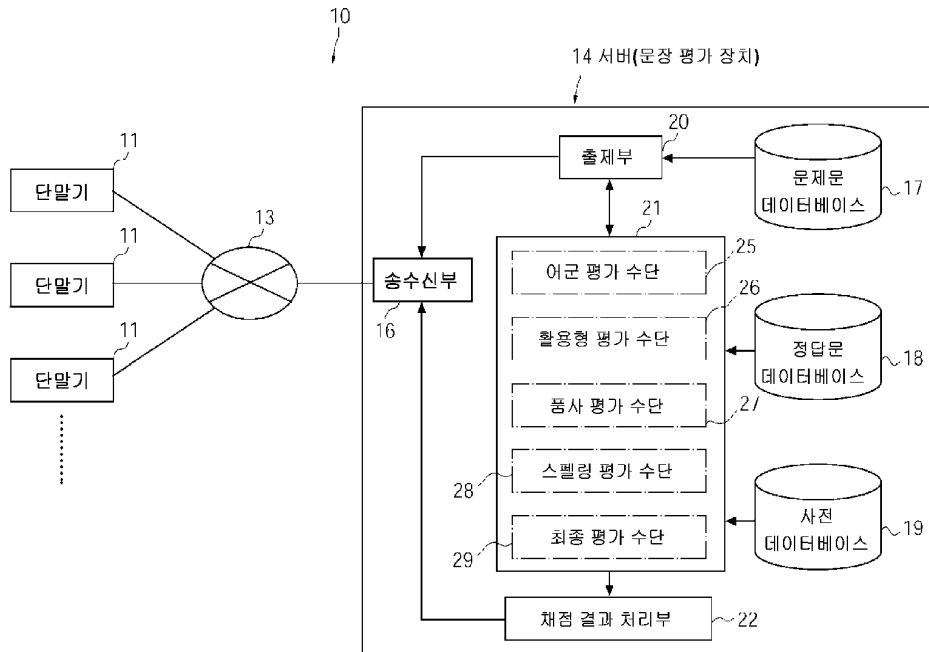 10
14 서버(문장 평가 장치)
11
단말기
11
단말기
11
단말기
13
송수신부
16
20
출제부
문제문
데이터베이스
17
21
어군 평가 수단
25
활용형 평가 수단
26
품사 평가 수단
27
스펠링 평가 수단
28
최종 평가 수단
29
정답문
데이터베이스
18
사전
데이터베이스
19
채점 결과 처리부
22